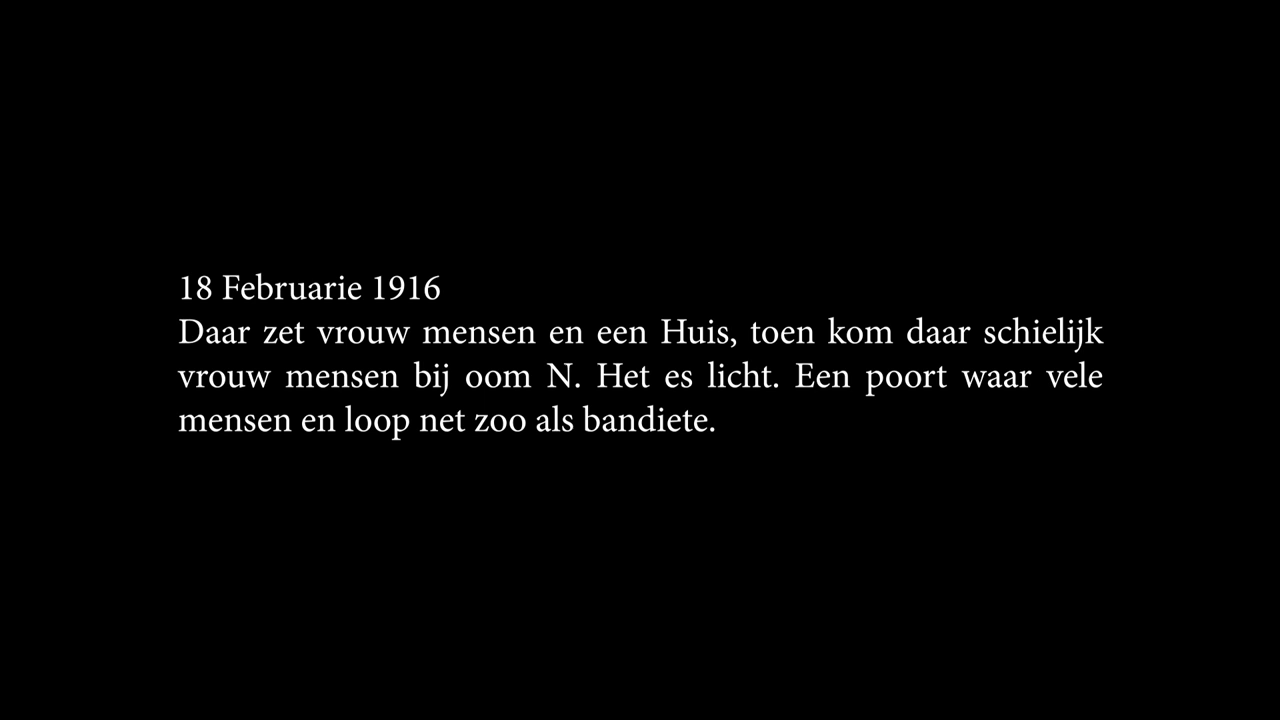 18 Februarie 1916
Daar zet vrouw mensen en een Huis, toen kom daar schielijk
vrouw mensen bij oom N. Het es licht. Een poort waar vele
mensen en loop net zoo als bandiete.